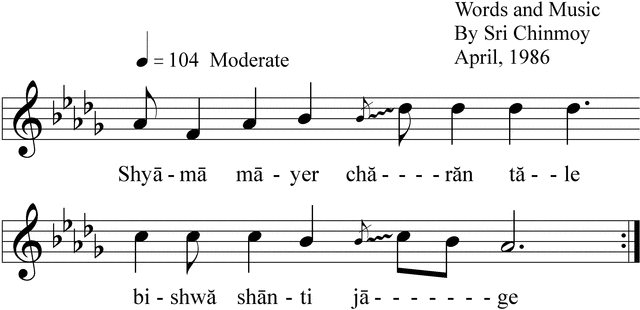 Words and Music
By Sri Chinmoy
April, 1986
= 104 Moderate
Shyā - mā mā - yer chă - - - - răn tă - - le
bi - shwă shān - ti jā - - - - - - - ge